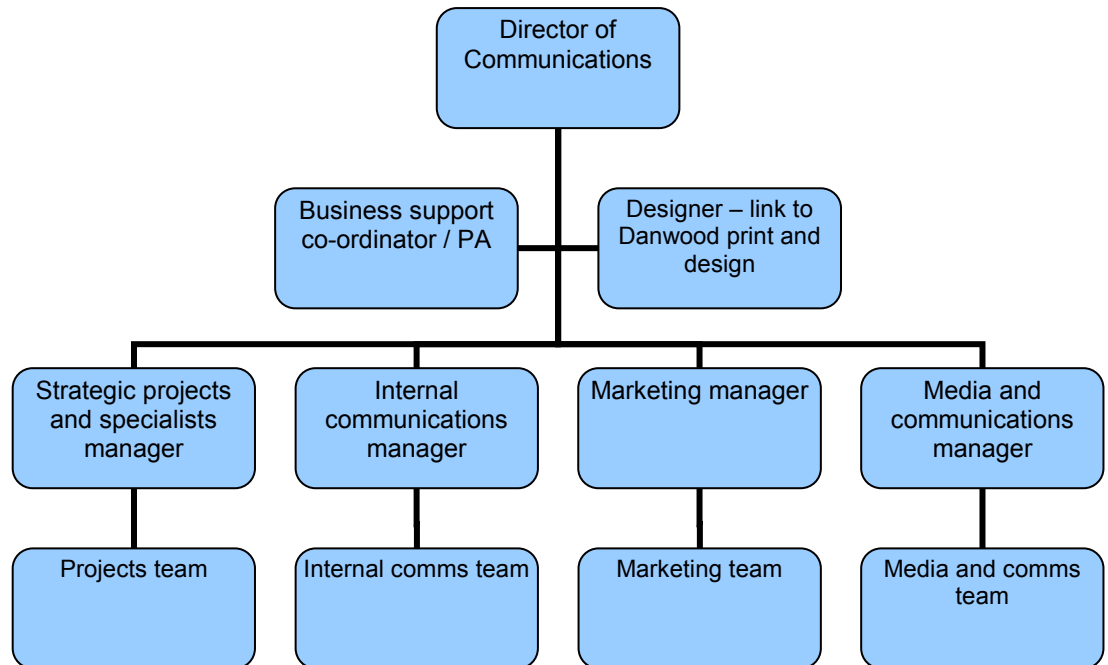 Director of
Communications
Business support
co-ordinator / PA
Designer – link to
Danwood print and
design
Strategic projects
and specialists
manager
Internal
communications
manager
Marketing manager
Media and
communications
manager
Projects team
Internal comms team
Marketing team
Media and comms
team